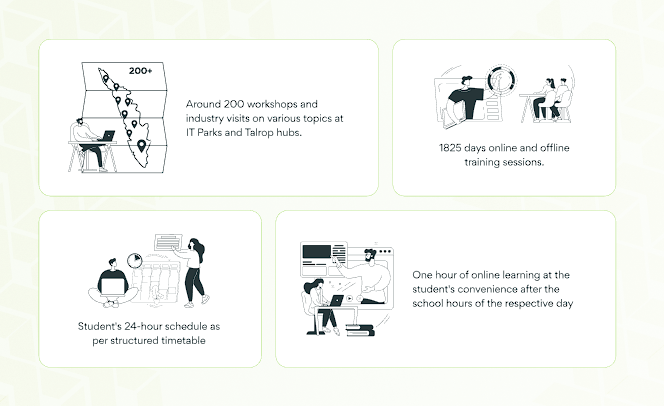 200+
Around 200 workshops and
industry visits on various topics at
IT Parks and Talrop hubs.
1825 days online and offline
training sessions.
Student's 24-hour schedule as
per structured timetable
One hour of online learning at the
student's convenience after the
school hours of the respective day